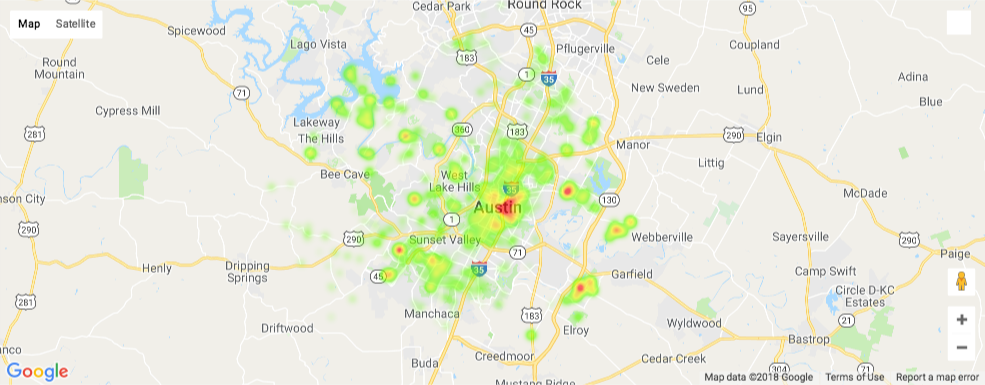 Map Satellite
Cedar Park
Round Rock
95
Spicewood
45
Coupland
Lago Vista
Pflugerville
183
Cele
Round
Mountain
1
35
Adina
71
New Sweden
Lund
Blue
Cypress Mill
Lakeway
360
183
281
290
Elgin
The Hills
Manor
Littig
Bee Cave
West
Lake Hills
35
McDade
nson City
130
Austin
1
290
290
Sunset Valley
Webberville
Sayersville
290
71
Paige
Henly
Dripping
Springs
45
35
Garfield
Camp Swift
Circle D-KC
Estates
281
Manchaca
183
Wyldwood
21
Driftwood
Elroy
Bastrop
nco
Buda
Creedmoor
Cedar Creek
304
Mustang Ridge
Google
Map data ©2018 Google Terms of Use Report a map error